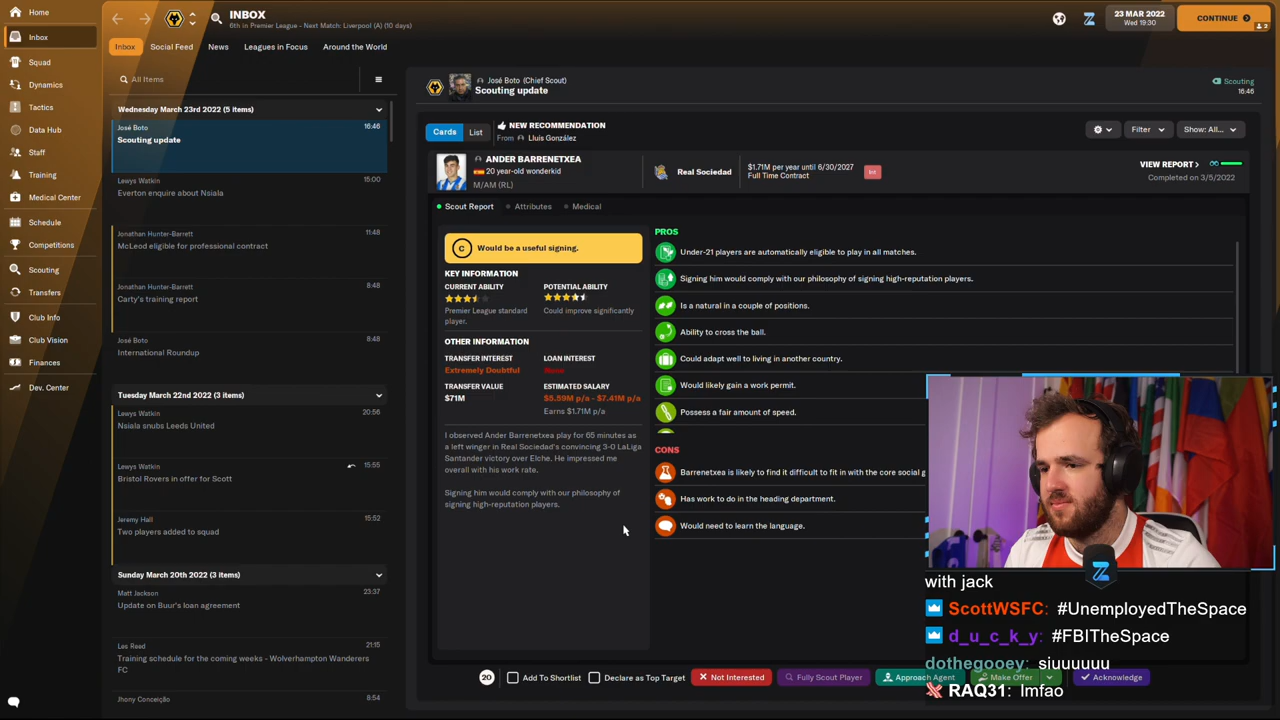 Home
Inbox
Squad
Dynamics
Tactics
Data Hub
Staff
Training
Medical Center
Schedule
Competitions
Scouting
Transfers
Club Info
Club Vision
Finances
Dev. Center
INBOX
6th in Premier League - Next Match: Liverpool (A) (10 days)
23 MAR 2022
Wed 19:30
CONTINUE
2
Inbox
Social Feed
News
Leagues in Focus
Around the World
All Items
Wednesday March 23rd 2022 (5 items)
José Boto
16:46
Scouting update
Lewys Watkin
15:00
Everton enquire about Nsiala
Jonathan Hunter-Barrett
11:48
McLeod eligible for professional contract
Jonathan Hunter-Barrett
8:48
Carty's training report
José Boto
8:48
International Roundup
Tuesday March 22nd 2022 (3 items)
Lewys Watkin
20:56
Nsiala snubs Leeds United
Lewys Watkin
15:55
Bristol Rovers in offer for Scott
Jeremy Hall
15:52
Two players added to squad
Sunday March 20th 2022 (3 items)
Matt Jackson
23:37
Update on Buur's loan agreement
Les Reed
21:15
Training schedule for the coming weeks - Wolverhampton Wanderers
FC
Jhony Conceição
8:54
José Boto (Chief Scout)
Scouting update
Scouting
16:46
Cards
List
NEW RECOMMENDATION
From Lluis González
Filter
Show: All...
ANDER BARRENETXEA
20 year-old wonderkid
M/AM (RL)
Real Sociedad
$1.71M per year until 6/30/2027
Full Time Contract
Int
VIEW REPORT >
Completed on 3/5/2022
Scout Report
Attributes
Medical
C
Would be a useful signing.
KEY INFORMATION
CURRENT ABILITY
POTENTIAL ABILITY
Premier League standard
player.
Could improve significantly
OTHER INFORMATION
TRANSFER INTEREST
LOAN INTEREST
Extremely Doubtful
None
TRANSFER VALUE
ESTIMATED SALARY
$71M
$5.59M p/a - $7.41M p/a
Earns $1.71M p/a
I observed Ander Barrenetxea play for 65 minutes as
a left winger in Real Sociedad's convincing 3-0 LaLiga
Santander victory over Elche. He impressed me
overall with his work rate.
Signing him would comply with our philosophy of
signing high-reputation players.
PROS
Under-21 players are automatically eligible to play in all matches.
Signing him would comply with our philosophy of signing high-reputation players.
Is a natural in a couple of positions.
Ability to cross the ball.
Could adapt well to living in another country.
Would likely gain a work permit.
Possess a fair amount of speed.
CONS
Barrenetxea is likely to find it difficult to fit in with the core social g
Has work to do in the heading department.
Would need to learn the language.
20
Add To Shortlist
Declare as Top Target
Not Interested
Fully Scout Player
Approach Agent
Make Offer
Acknowledge
with jack
ScottWSFC: #UnemployedTheSpace
d_u_c_k_y: #FBITheSpace
dothegooey: siuuuuuu
RAQ31: lmfao